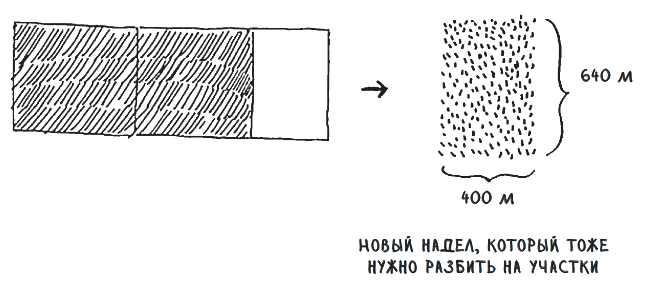 640 м
400 м
НОВЫЙ НАДЕЛ, КОТОРЫЙ ТОЖЕ
НУЖНО РАЗБИТЬ НА УЧАСТКИ